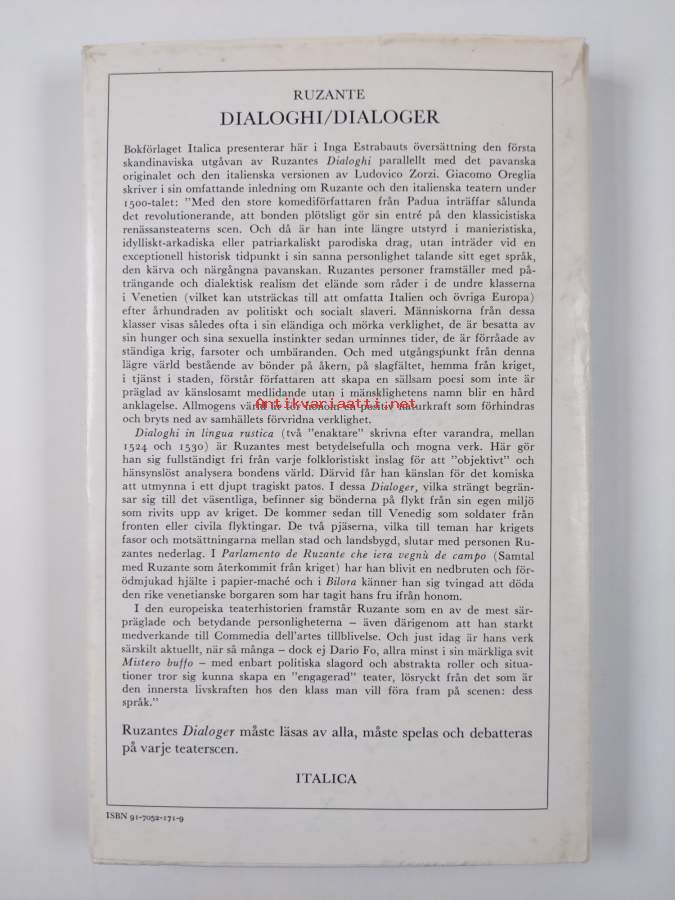 RUZANTE
DIALOGHI/DIALOGER
Bokförlaget Italica presenterar här i Inga Estrabauts översättning den första
skandinaviska utgåvan av Ruzantes Dialoghi parallellt med det pavanska
originalet och den italienska versionen av Ludovico Zorzi. Giacomo Oreglia
skriver i sin omfattande inledning om Ruzante och den italienska teatern under
1500-talet: "Med den store komediförfattaren från Padua inträffar sålunda
det revolutionerande, att bonden plötsligt gör sin entré på den klassicistiska
renässansteaterns scen. Och då är han inte längre utstyrd i manieristiska,
idylliskt-arkadiska eller patriarkaliskt parodiska drag, utan inträder vid en
exceptionell historisk tidpunkt i sin sanna personlighet talande sitt eget språk,
den kärva och närgångna pavanskan. Ruzantes personer framställer med på-
trängande och dialektisk realism det elände som råder i de undre klasserna
i Venetien (vilket kan utsträckas till att omfatta Italien och övriga Europa)
efter århundraden av politiskt och socialt slaveri. Människorna från dessa
klasser visas således ofta i sin eländiga och mörka verklighet, de är besatta av
sin hunger och sina sexuella instinkter sedan urminnes tider, de är förråade av
ständiga krig, farsoter och umbäranden. Och med utgångspunkt från denna
lägre värld bestående av bönder på åkern, på slagfältet, hemma från kriget,
i tjänst i staden, förstår författaren att skapa en sällsam poesi som inte är
präglad av känslosamt medlidande utan i mänsklighetens namn blir en hård
anklagelse. Allmogens värld är för honom en positiv naturkraft som förhindras
och bryts ned av samhällets förvridna verklighet.
Antikvariaatti.net
Dialoghi in lingua rustica (två "enaktare" skrivna efter varandra, mellan
1524 och 1530) är Ruzantes mest betydelsefulla och mogna verk. Här gör
han sig fullständigt fri från varje folkloristiskt inslag för att "objektivt" och
hänsynslöst analysera bondens värld. Därvid får han känslan för det komiska
att utmynna i ett djupt tragiskt patos. I dessa Dialoger, vilka strängt begrän-
sar sig till det väsentliga, befinner sig bönderna på flykt från sin egen miljö
som rivits upp av kriget. De kommer sedan till Venedig som soldater från
fronten eller civila flyktingar. De två pjäserna, vilka till teman har krigets
fasor och motsättningarna mellan stad och landsbygd, slutar med personen Ru-
zantes nederlag. I Parlamento de Ruzante che iera vegnù de campo (Samtal
med Ruzante som återkommit från kriget) har han blivit en nedbruten och för-
ödmjukad hjälte i papier-maché och i Bilora känner han sig tvingad att döda
den rike venetianske borgaren som har tagit hans fru ifrån honom.
I den europeiska teaterhistorien framstår Ruzante som en av de mest sär-
präglade och betydande personligheterna – även därigenom att han starkt
medverkande till Commedia dell'artes tillblivelse. Och just idag är hans verk
särskilt aktuellt, när så många – dock ej Dario Fo, allra minst i sin märkliga svit
Mistero buffo – med enbart politiska slagord och abstrakta roller och situa-
tioner tror sig kunna skapa en "engagerad" teater, lösryckt från det som är
den innersta livskraften hos den klass man vill föra fram på scenen: dess
språk."
Ruzantes Dialoger måste läsas av alla, måste spelas och debatteras
på varje teaterscen.
ITALICA
ISBN 91-7052-171-9